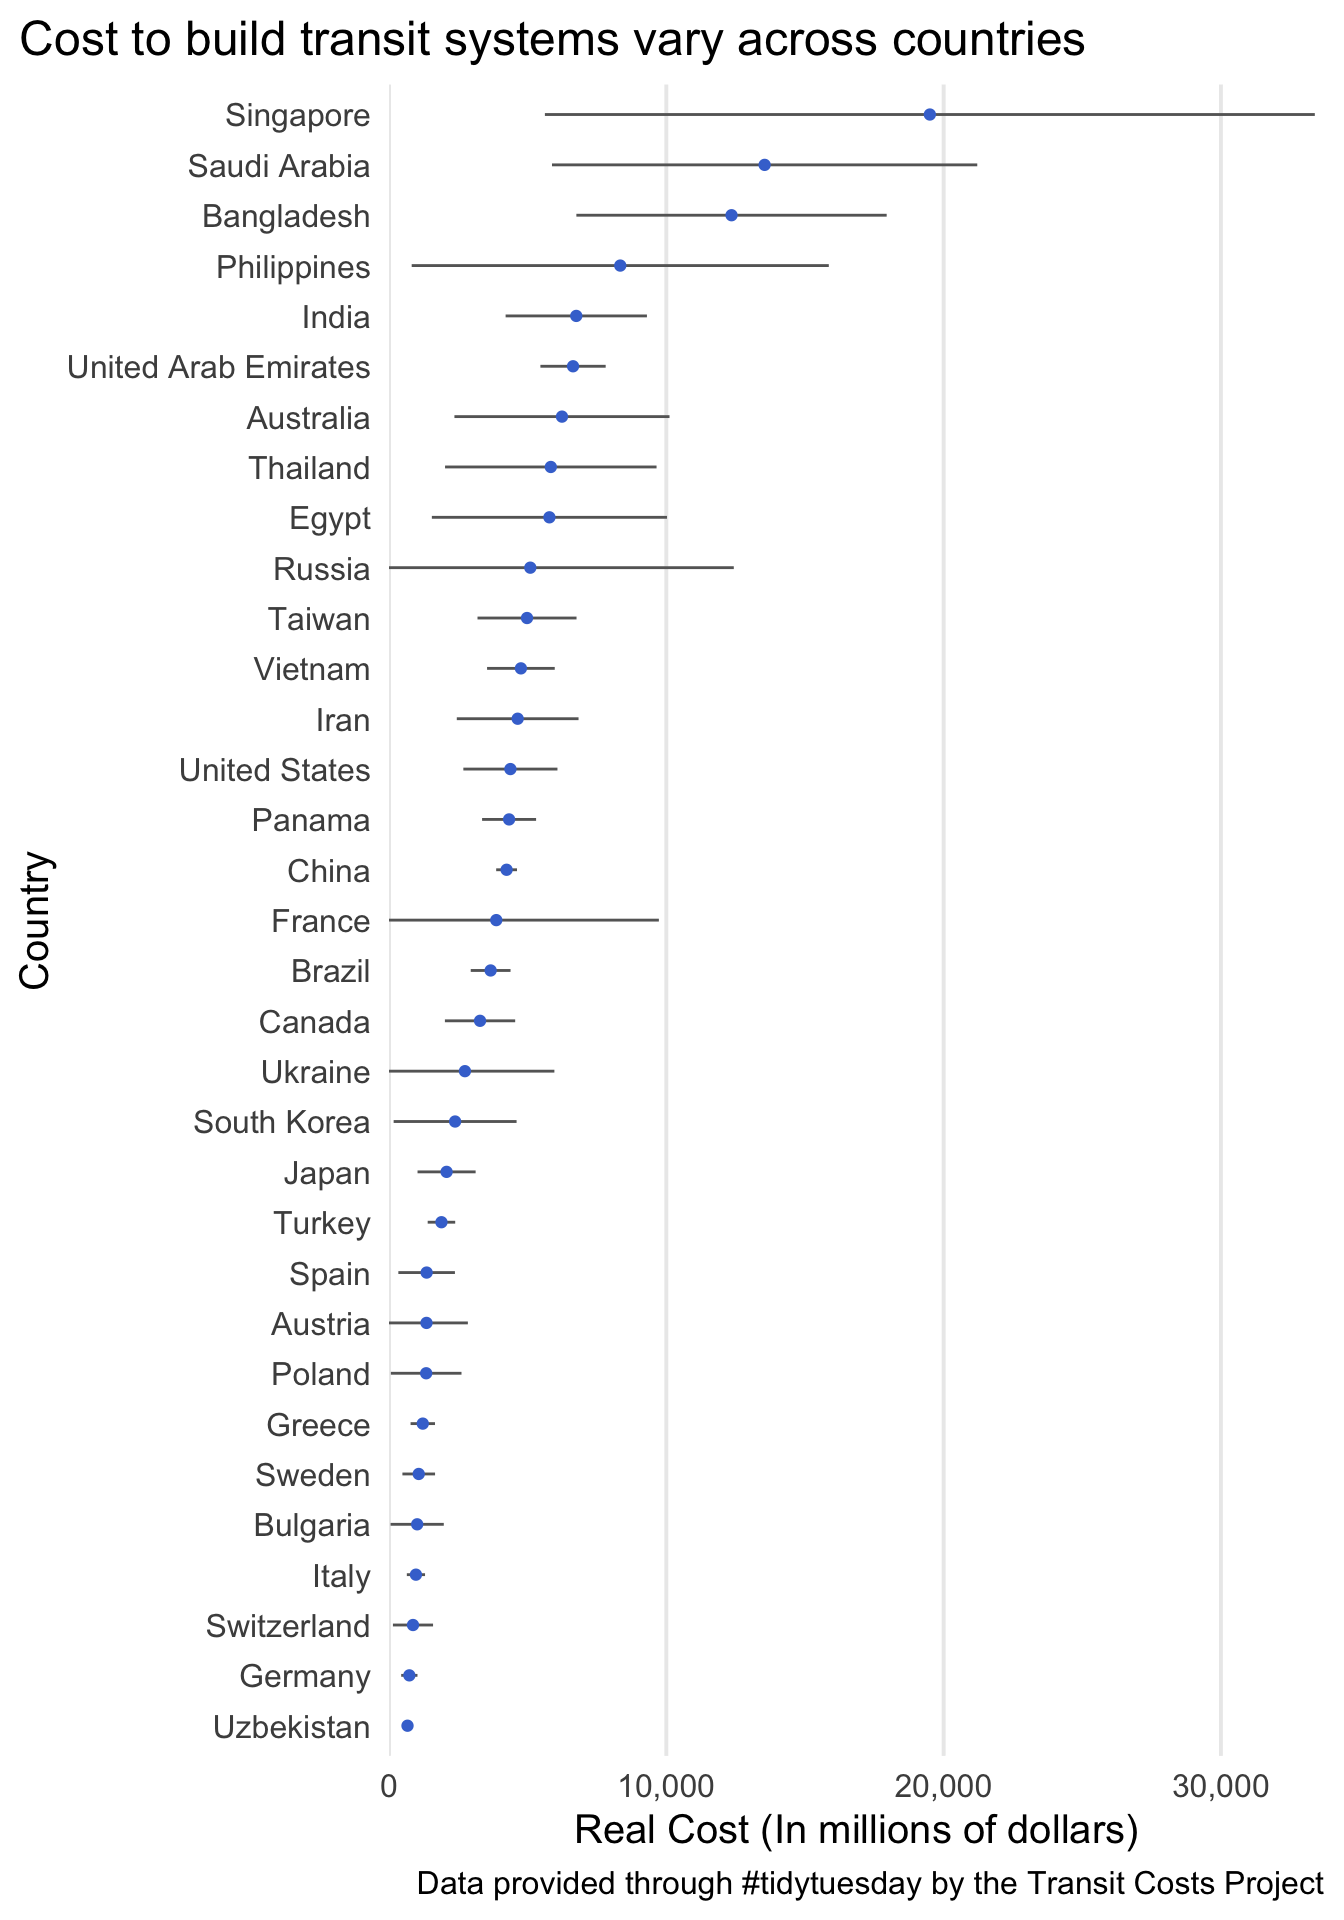 Cost to build transit systems vary across countries
Singapore
Saudi Arabia
Bangladesh
Philippines
India
United Arab Emirates
Australia
Thailand
Egypt
Russia
Taiwan
Vietnam
Iran
United States
Panama
China
France
Brazil
Canada
Ukraine
South Korea
Japan
Turkey
Spain
Austria
Poland
Greece
Sweden
Bulgaria
Italy
Switzerland
Germany
Uzbekistan
Country
0
10,000
20,000
30,000
Real Cost (In millions of dollars)
Data provided through #tidytuesday by the Transit Costs Project